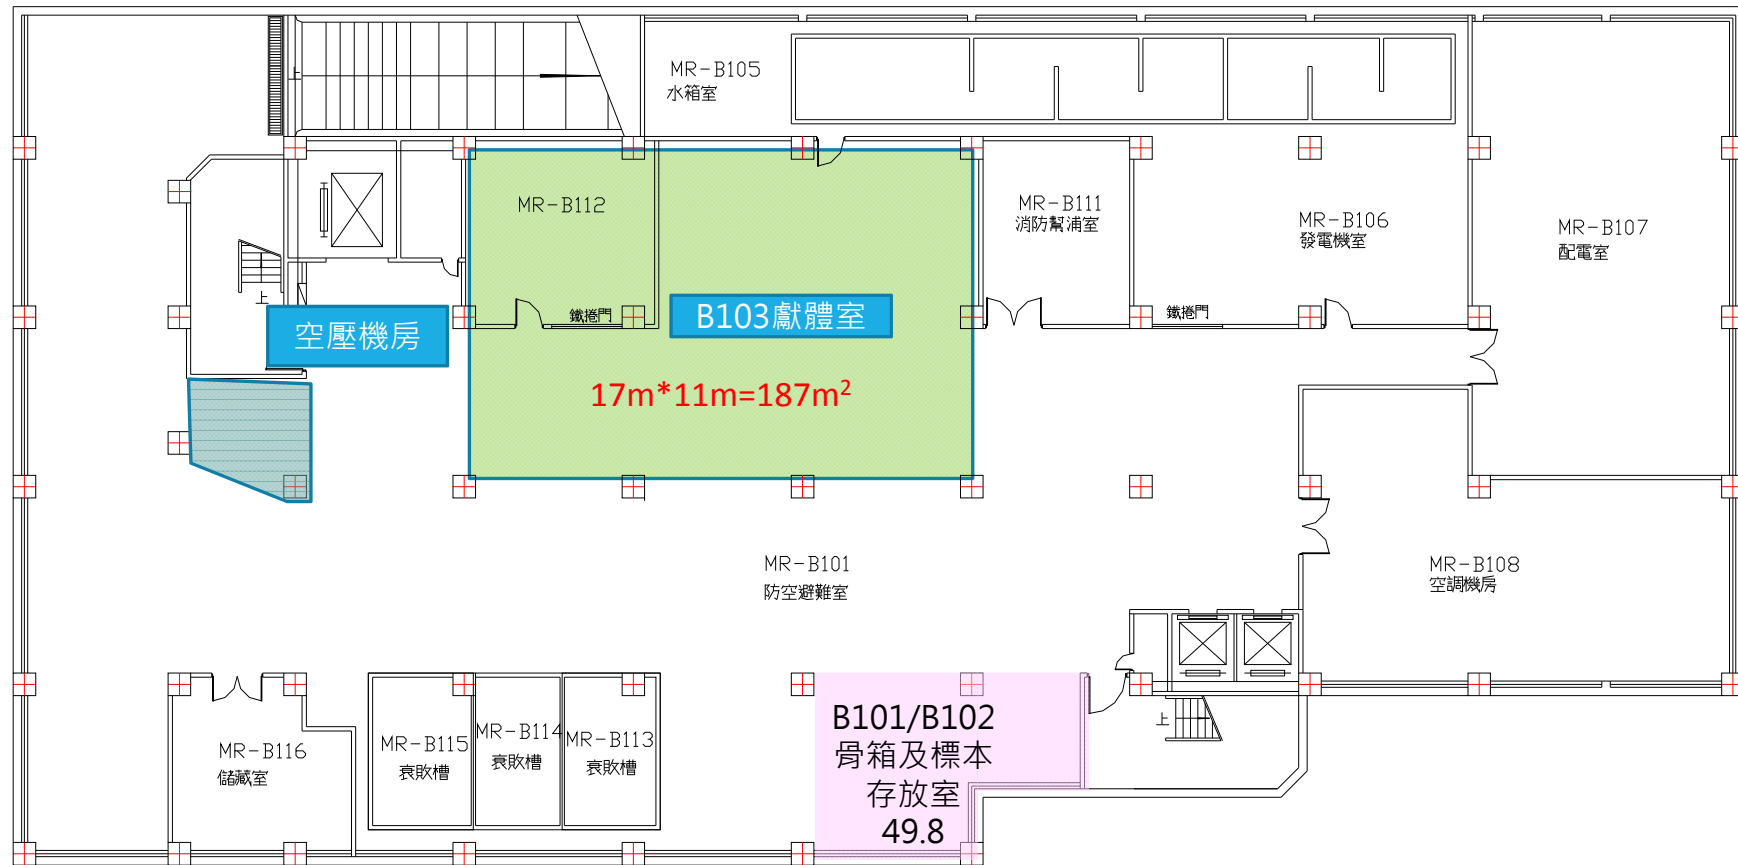 上
MR-B105
水箱室
MR-B112
MR-B111
消防幫浦室
MR-B106
發電機室
MR-B107
配電室
上
空壓機房
鐵捲門
B103獻體室
鐵捲門
17m*11m=187m²
MR-B101
防空避難室
MR-B108
空調機房
MR-B116
儲藏室
MR-B115
衰敗槽
MR-B114
衰敗槽
MR-B113
衰敗槽
B101/B102
骨箱及標本
存放室
49.8
上